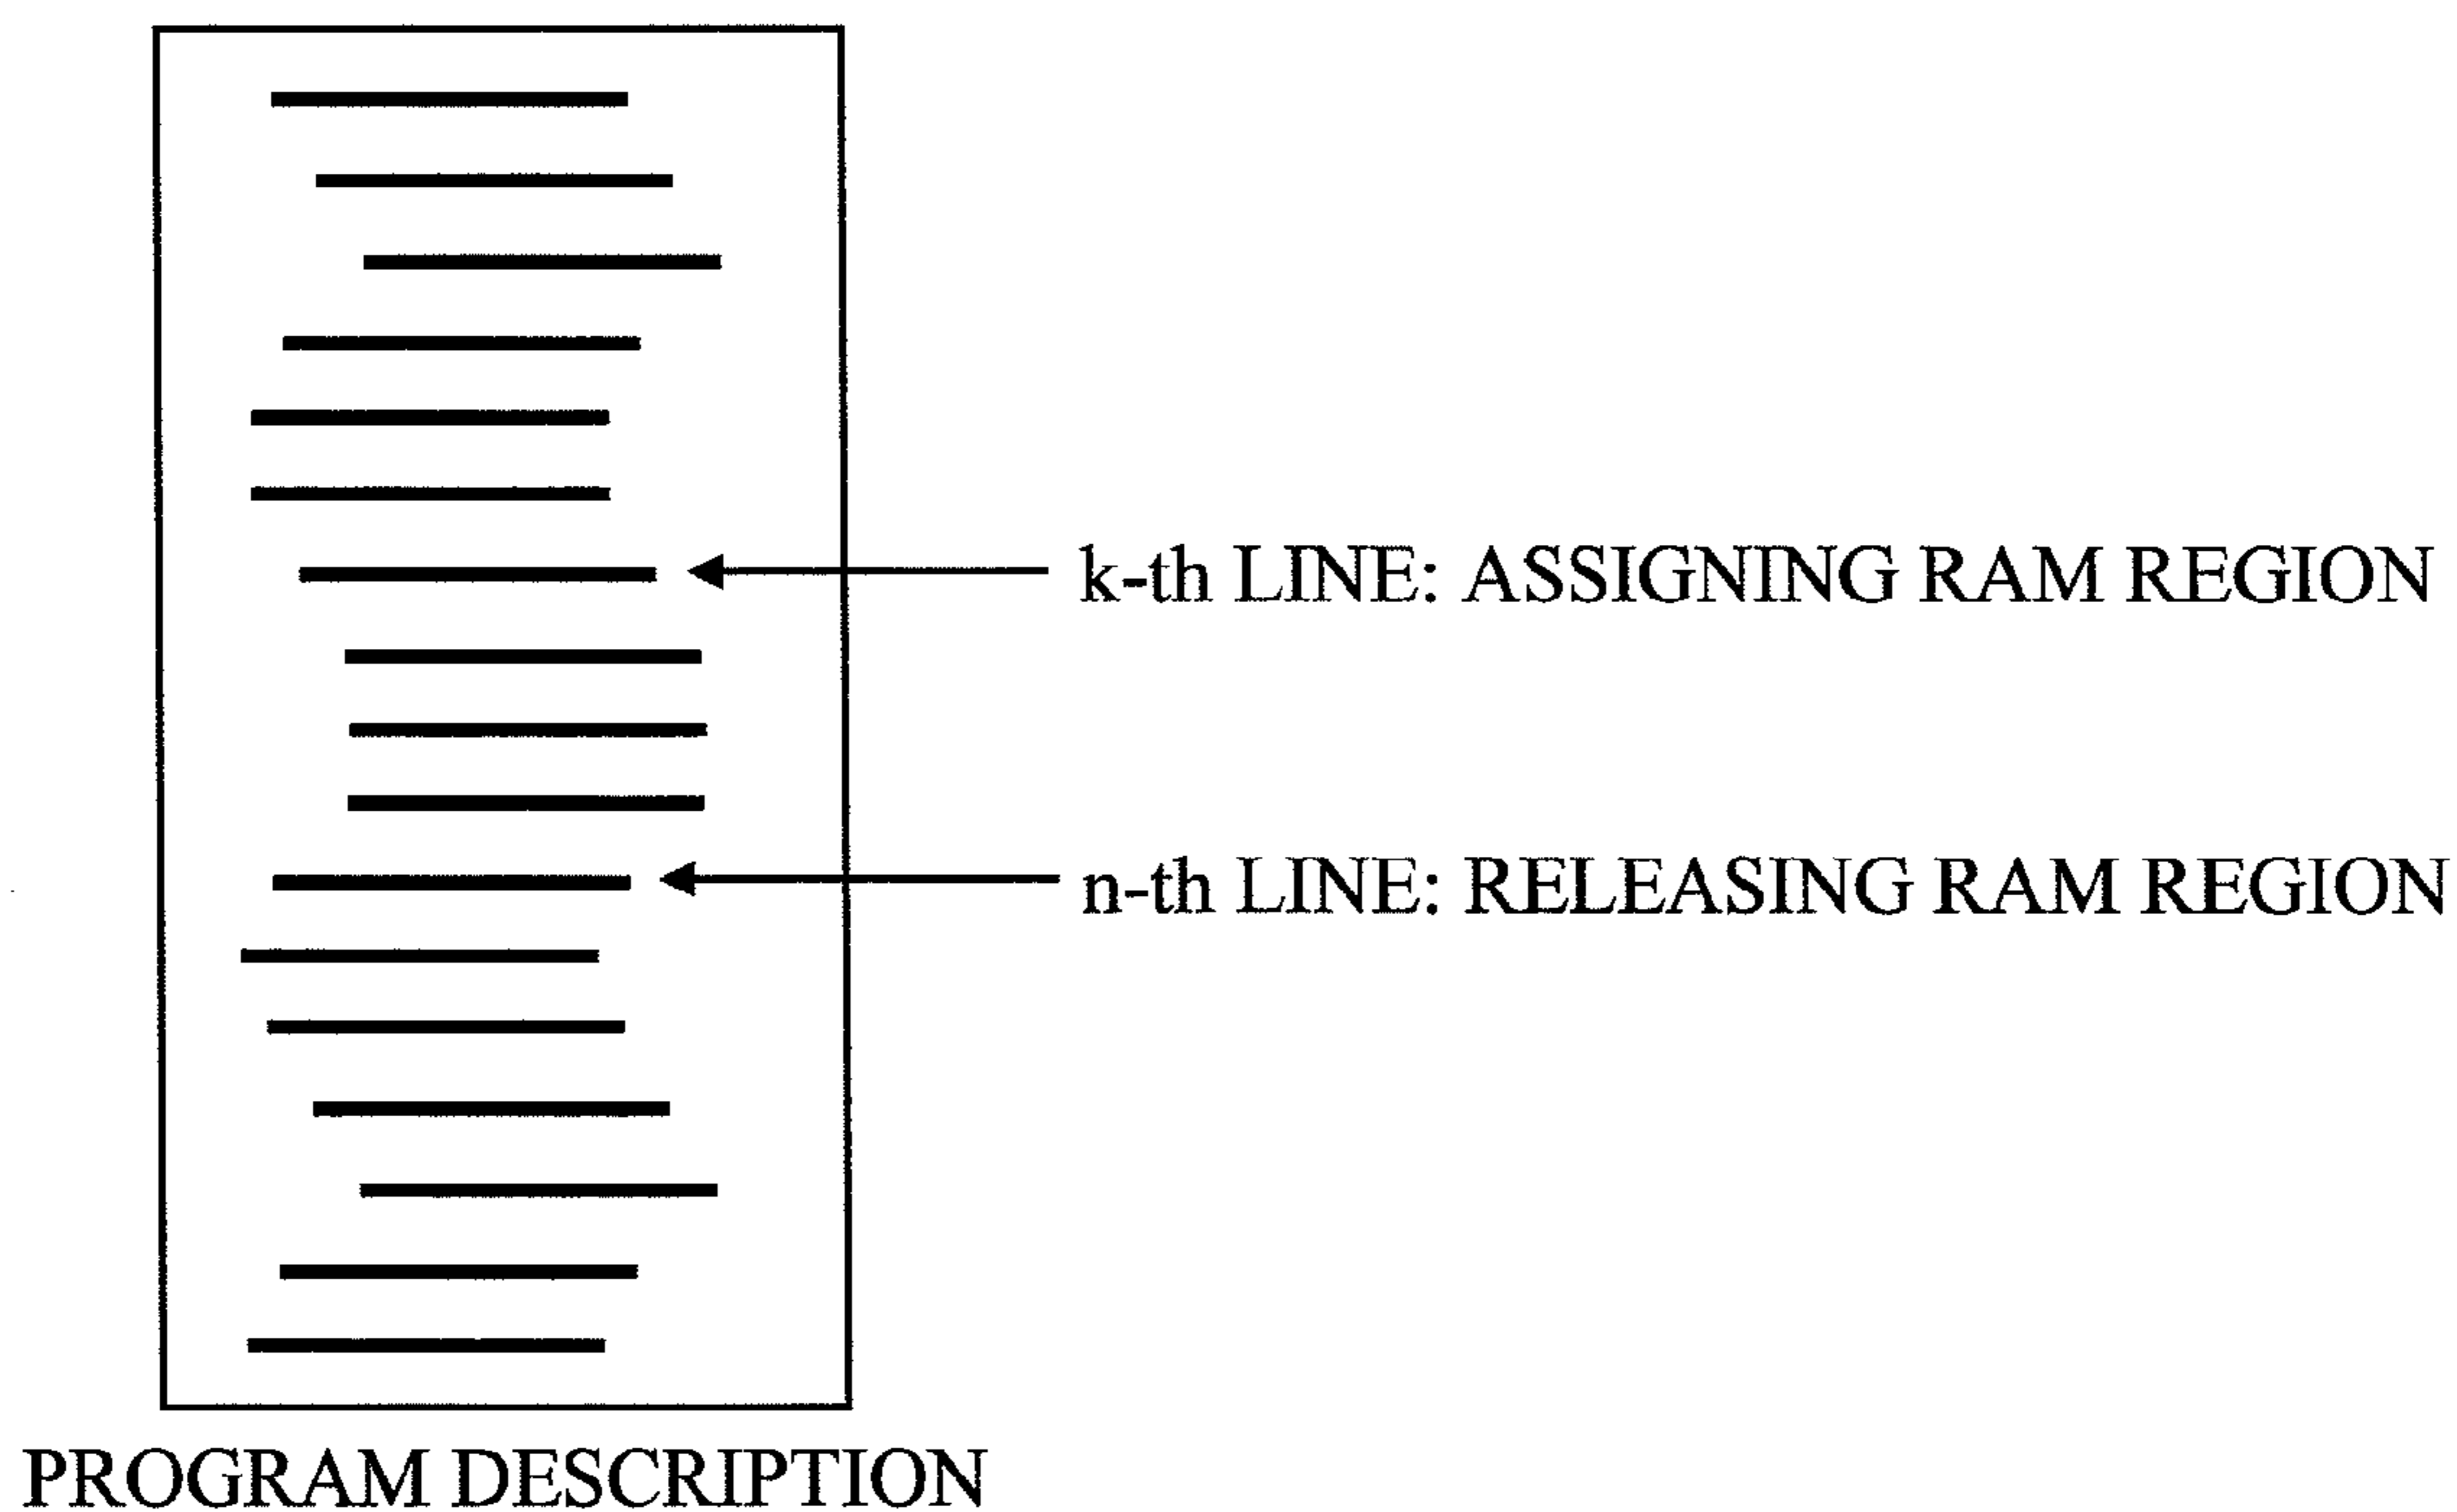 k-th LINE: ASSIGNING RAM REGION
n-th LINE: RELEASING RAM REGION
PROGRAM DESCRIPTION